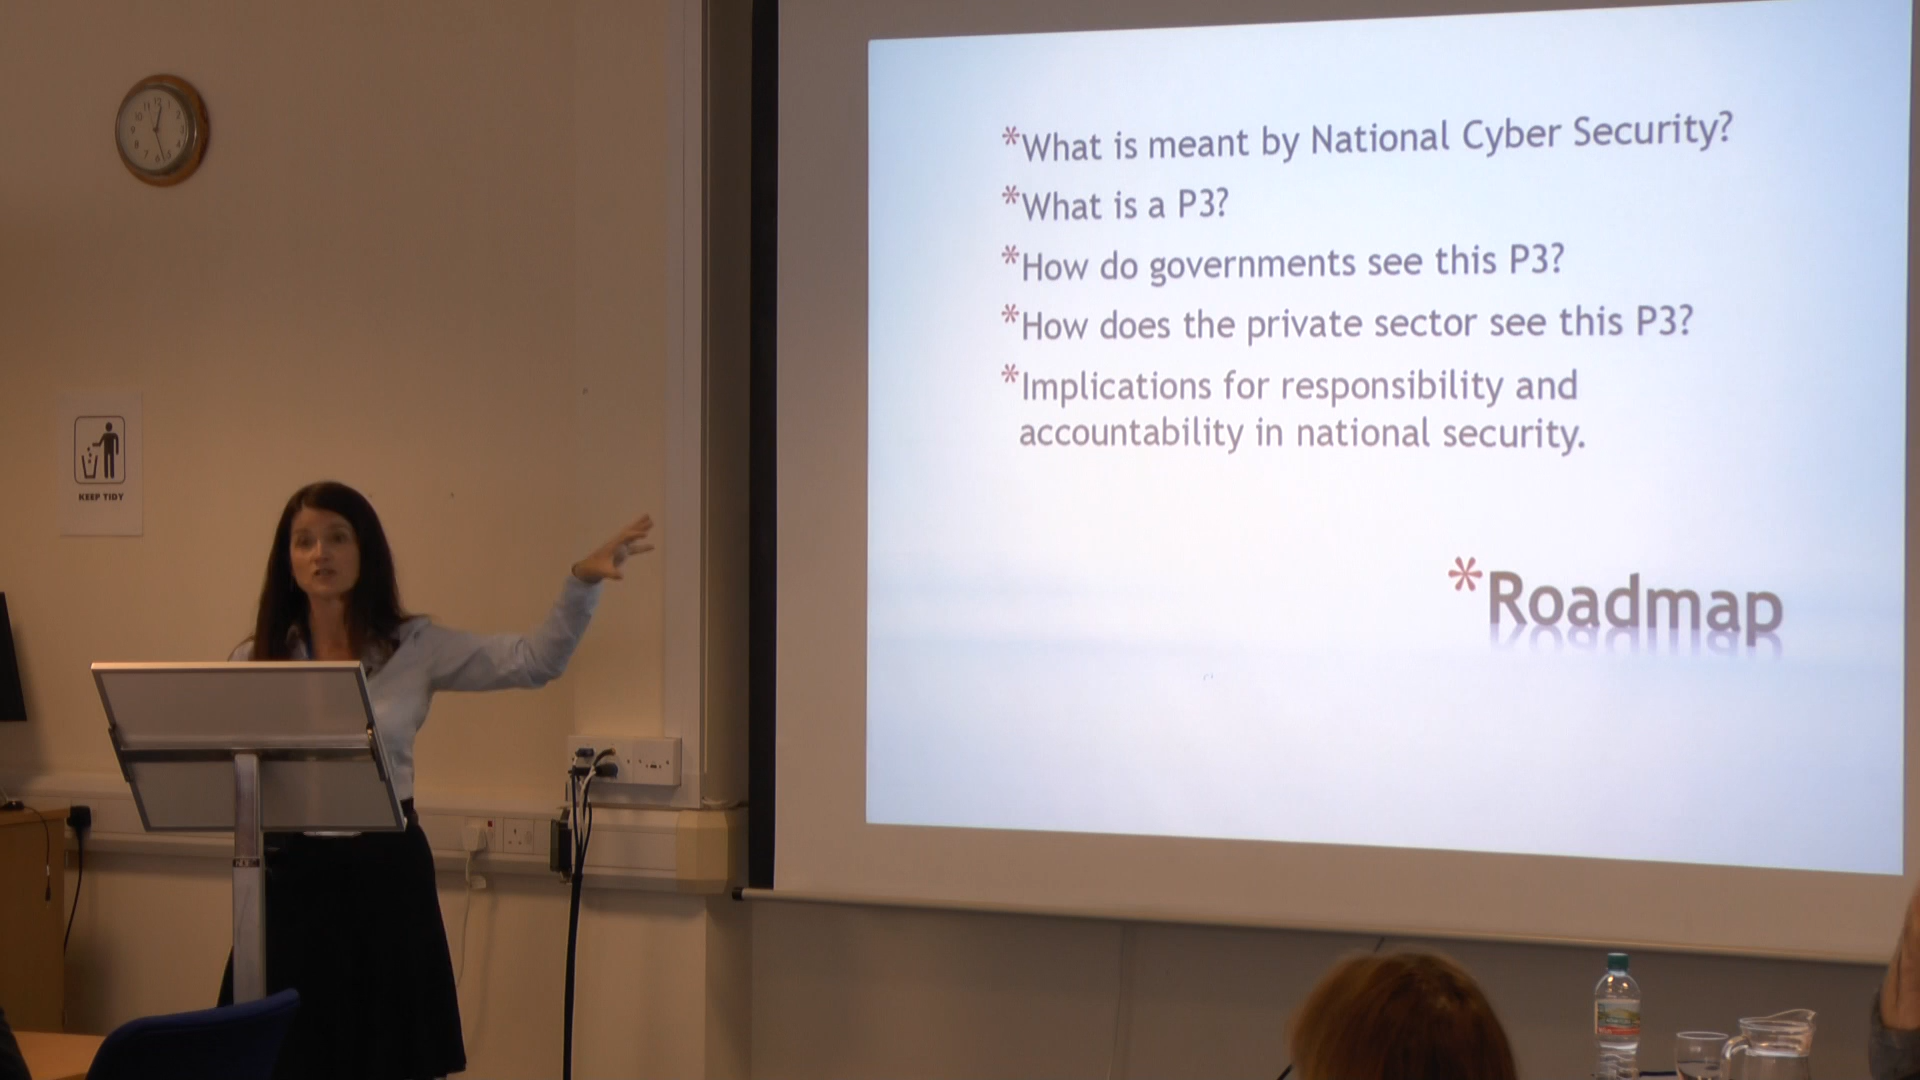 *What is meant by National Cyber Security?
*What is a P3?
*How do governments see this P3?
*How does the private sector see this P3?
*Implications for responsibility and
accountability in national security.
*Roadmap
KEEP TIDY